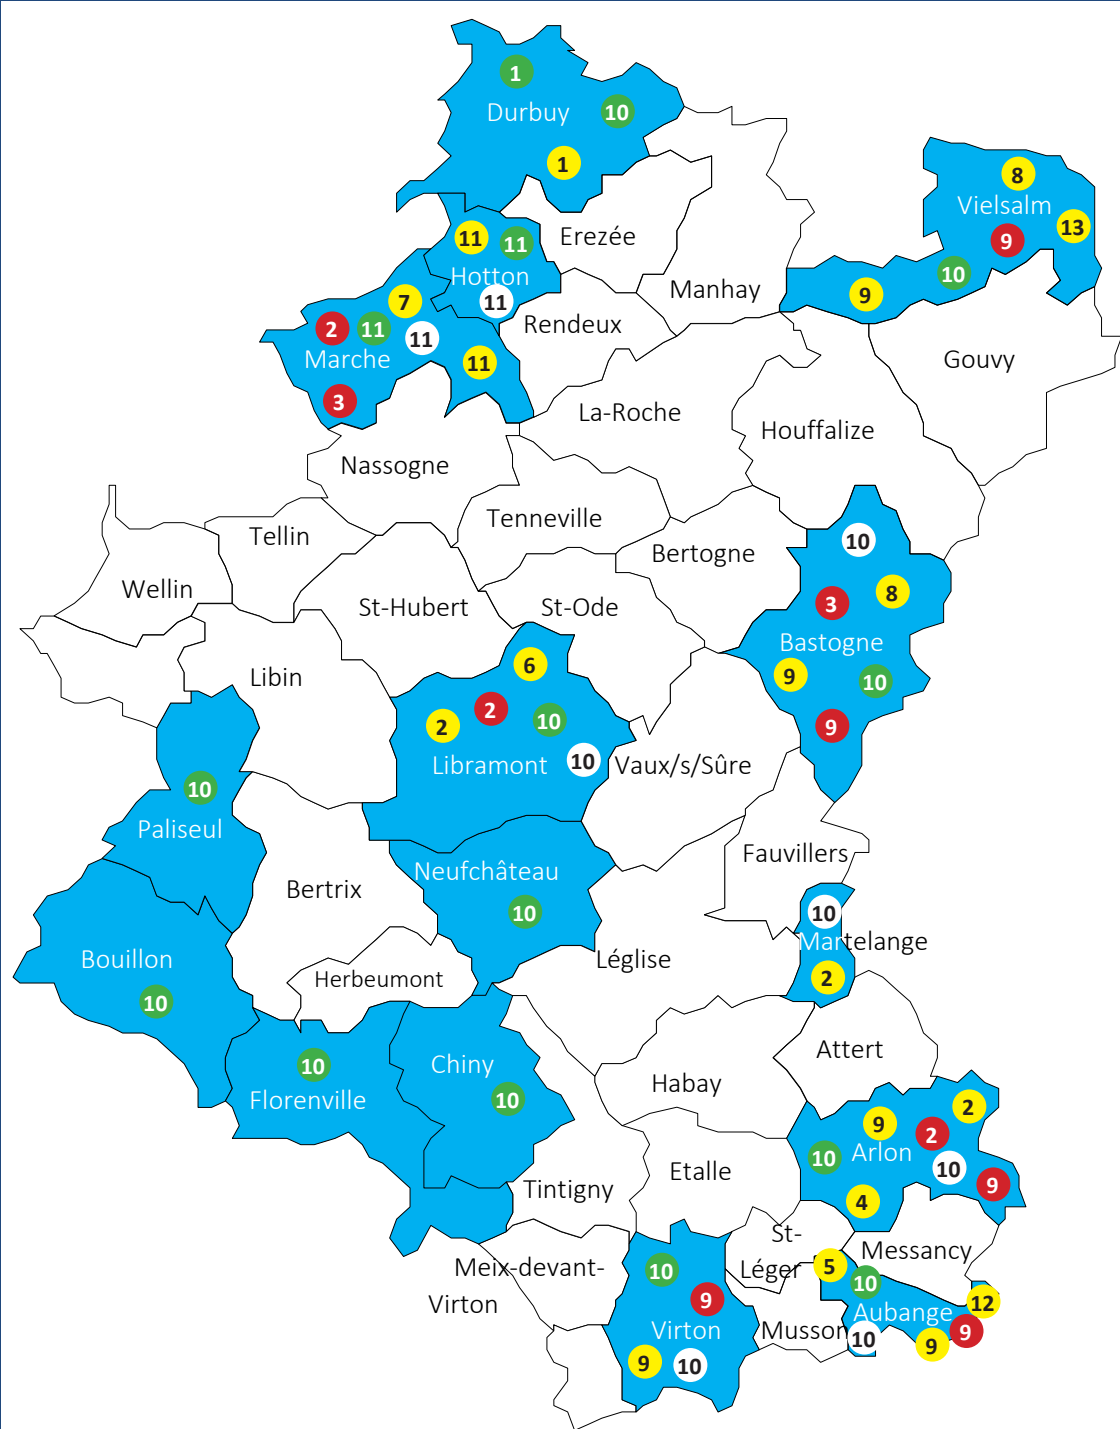 1
Durbuy
10
1
8
Vielsalm
13
9
10
9
11
11
Erezée
Hotton
11
Manhay
7
2
11
11
Rendeux
Marche
11
3
Gouvy
La-Roche
Houffalize
Nassogne
Tenneville
Tellin
Bertogne
10
Wellin
St-Hubert
St-Ode
3
8
Bastogne
9
10
9
Libin
6
2
2
10
Libramont
10
Vaux/s/Sûre
10
Paliseul
Fauvillers
Neufchâteau
Bertrix
10
10
Martelange
2
Bouillon
10
Herbeumont
Léglise
10
Florenville
Chiny
10
Habay
Attert
2
9
2
10
Arlon
10
9
4
Etalle
Tintigny
St-
Léger
Messancy
5
10
12
Aubange
9
9
10
Meix-devant-
Virton
10
9
Virton
9
10
Musson